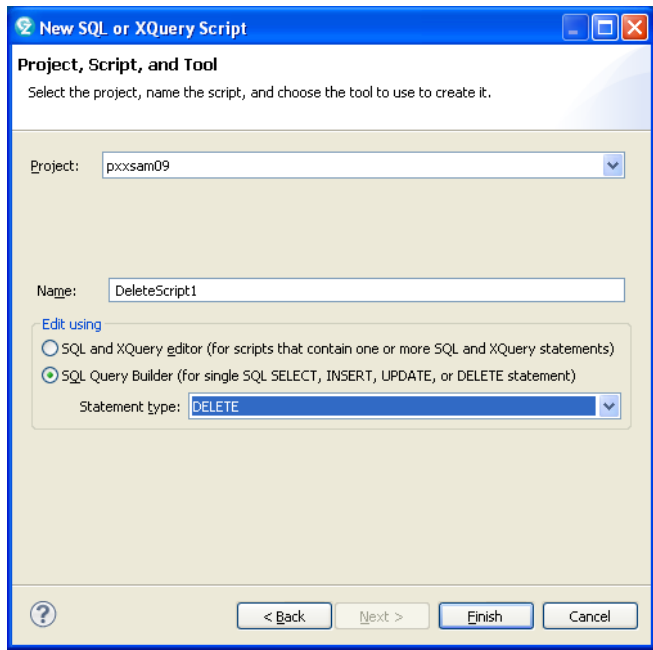 New SQL or XQuery Script
Project, Script, and Tool
Select the project, name the script, and choose the tool to use to create it.
Project: pxxsam09
Name: DeleteScript1
Edit using
SQL and XQuery editor (for scripts that contain one or more SQL and XQuery statements)
SQL Query Builder (for single SQL SELECT, INSERT, UPDATE, or DELETE statement)
Statement type: DELETE
? < Back Next > Finish Cancel